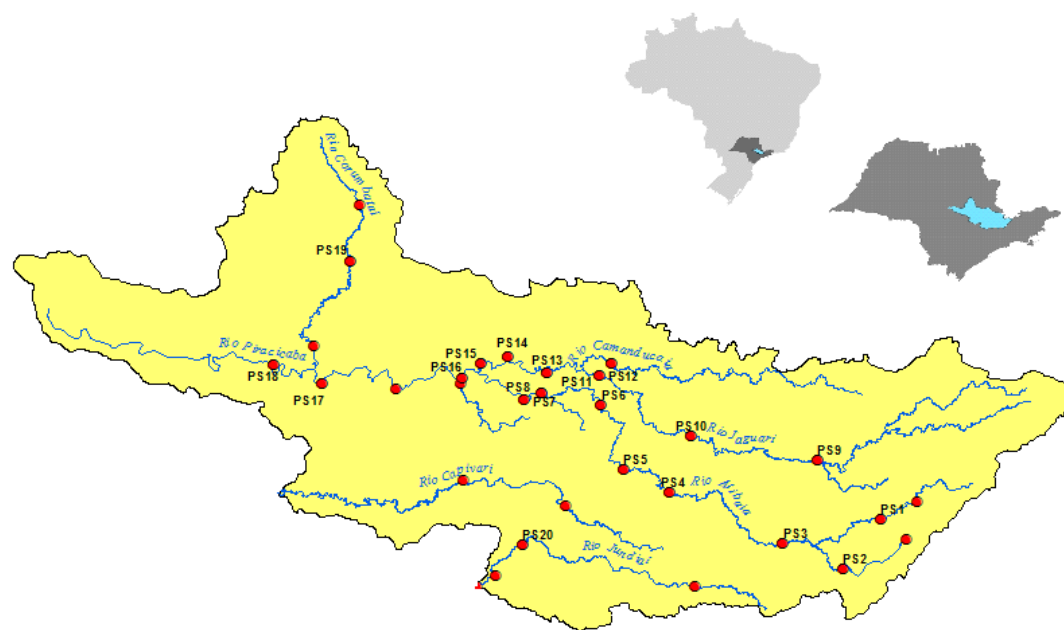 Rio Corumbataí
PS19
Rio Piracicaba
PS18
PS17
PS15
PS14
PS16
PS13
Rio Camanducaia
PS8
PS7
PS11
PS12
PS6
PS10
Rio Jaguari
PS9
PS5
PS4
Rio Atibaia
PS1
PS3
PS2
Rio Capivari
PS20
Rio Jundiaí